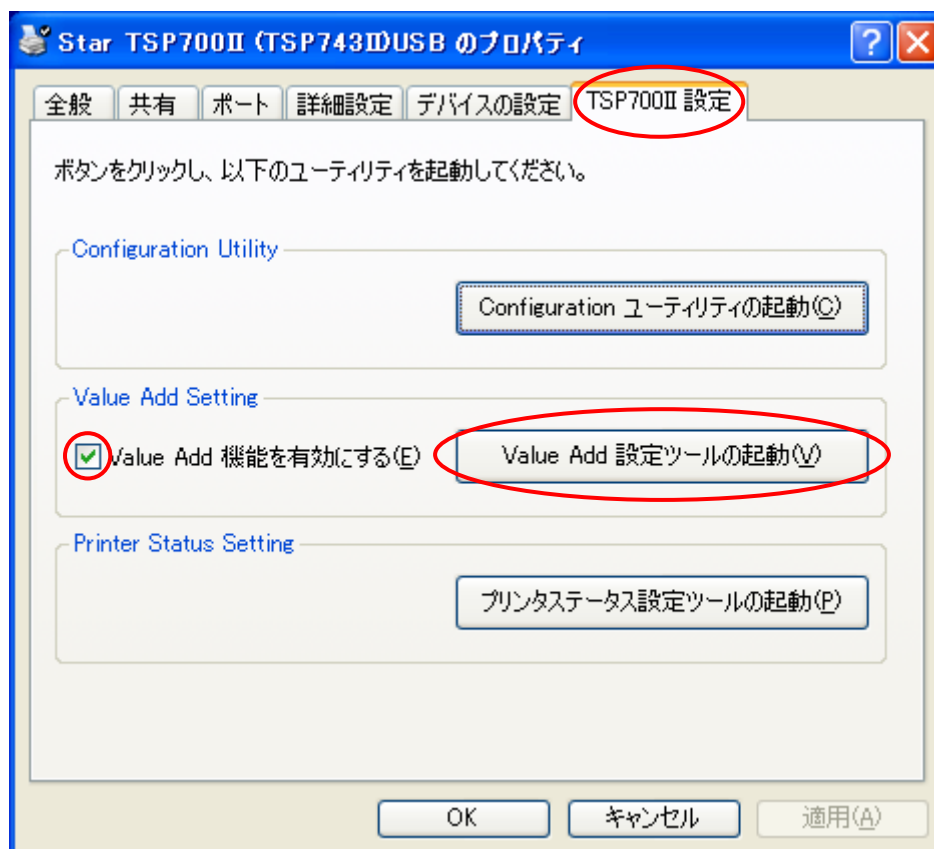 Star TSP700II (TSP743II)USB のプロパティ
全般 共有 ポート 詳細設定 デバイスの設定 TSP700II 設定
ボタンをクリックし、以下のユーティリティを起動してください。
Configuration Utility
Configuration ユーティリティの起動(C)
Value Add Setting
Value Add 機能を有効にする(E) Value Add 設定ツールの起動(V)
Printer Status Setting
プリンタステータス設定ツールの起動(P)
OK キャンセル 適用(A)